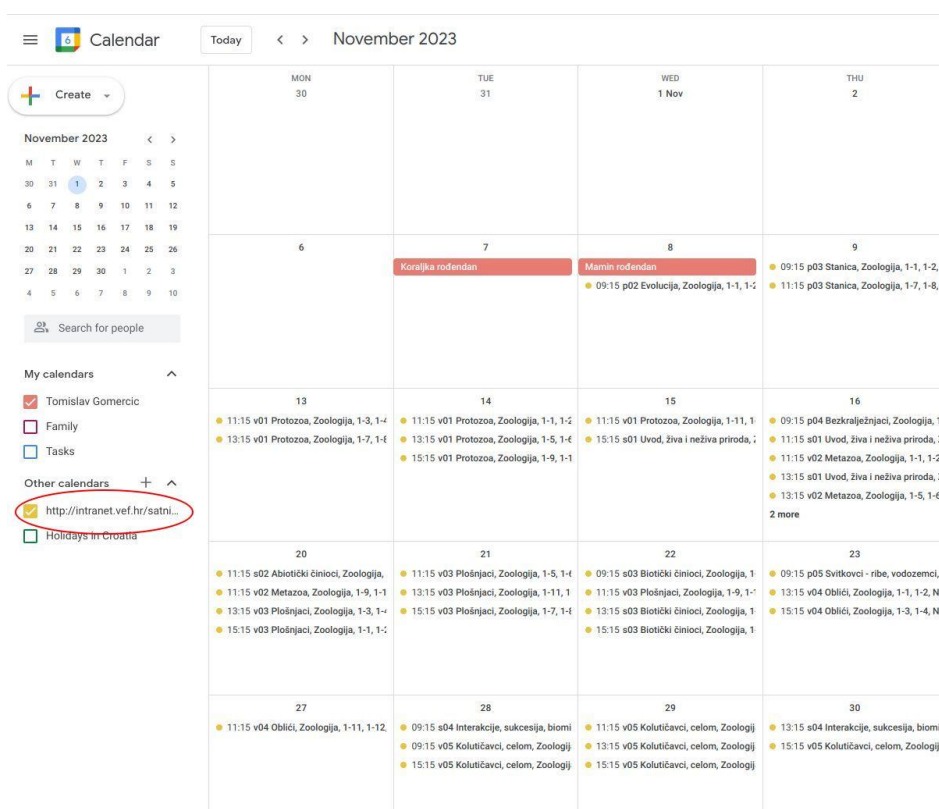 6 Calendar Today < > November 2023
Create
November 2023 < >
M T W T F S S
30 31 1 2 3 4 5
6 7 8 9 10 11 12
13 14 15 16 17 18 19
20 21 22 23 24 25 26
27 28 29 30 1 2 3
4 5 6 7 8 9 10
Search for people
My calendars
Tomislav Gomercic
Family
Tasks
Other calendars +
http://intranet.vef.hr/satni...
Holidays in Croatia
MON TUE WED THU
30 31 1 Nov 2
6 7 8 9
Koraljka rođendan
Mamin rođendan
09:15 p02 Evolucija, Zoologija, 1-1, 1-2
09:15 p03 Stanica, Zoologija, 1-1, 1-2,
11:15 p03 Stanica, Zoologija, 1-7, 1-8,
13 14 15 16
11:15 v01 Protozoa, Zoologija, 1-3, 1-4
13:15 v01 Protozoa, Zoologija, 1-7, 1-8
11:15 v01 Protozoa, Zoologija, 1-1, 1-2
13:15 v01 Protozoa, Zoologija, 1-5, 1-6
15:15 v01 Protozoa, Zoologija, 1-9, 1-1
11:15 v01 Protozoa, Zoologija, 1-11, 1-
15:15 s01 Uvod, živa i neživa priroda,
09:15 p04 Bezkralježnjaci, Zoologija,
11:15 s01 Uvod, živa i neživa priroda,
11:15 v02 Metazoa, Zoologija, 1-1, 1-2
13:15 s01 Uvod, živa i neživa priroda,
13:15 v02 Metazoa, Zoologija, 1-5, 1-6
2 more
20 21 22 23
11:15 s02 Abiotički činioci, Zoologija,
11:15 v02 Metazoa, Zoologija, 1-9, 1-1
13:15 v03 Plošnjaci, Zoologija, 1-3, 1-4
15:15 v03 Plošnjaci, Zoologija, 1-1, 1-2
11:15 v03 Plošnjaci, Zoologija, 1-5, 1-6
13:15 v03 Plošnjaci, Zoologija, 1-11, 1
15:15 v03 Plošnjaci, Zoologija, 1-7, 1-8
09:15 s03 Biotički činioci, Zoologija, 1-
11:15 v03 Plošnjaci, Zoologija, 1-9, 1-1
13:15 s03 Biotički činioci, Zoologija, 1-
15:15 s03 Biotički činioci, Zoologija, 1-
09:15 p05 Svitkovci - ribe, vodozemci,
13:15 v04 Oblići, Zoologija, 1-1, 1-2, N
15:15 v04 Oblići, Zoologija, 1-3, 1-4, N
27 28 29 30
11:15 v04 Oblići, Zoologija, 1-11, 1-12,
09:15 s04 Interakcije, sukcesija, biomi
09:15 v05 Kolutičavci, celom, Zoologij
15:15 v05 Kolutičavci, celom, Zoologij
11:15 v05 Kolutičavci, celom, Zoologij
13:15 v05 Kolutičavci, celom, Zoologij
15:15 v05 Kolutičavci, celom, Zoologij
13:15 s04 Interakcije, sukcesija, biomi
15:15 v05 Kolutičavci, celom, Zoologij